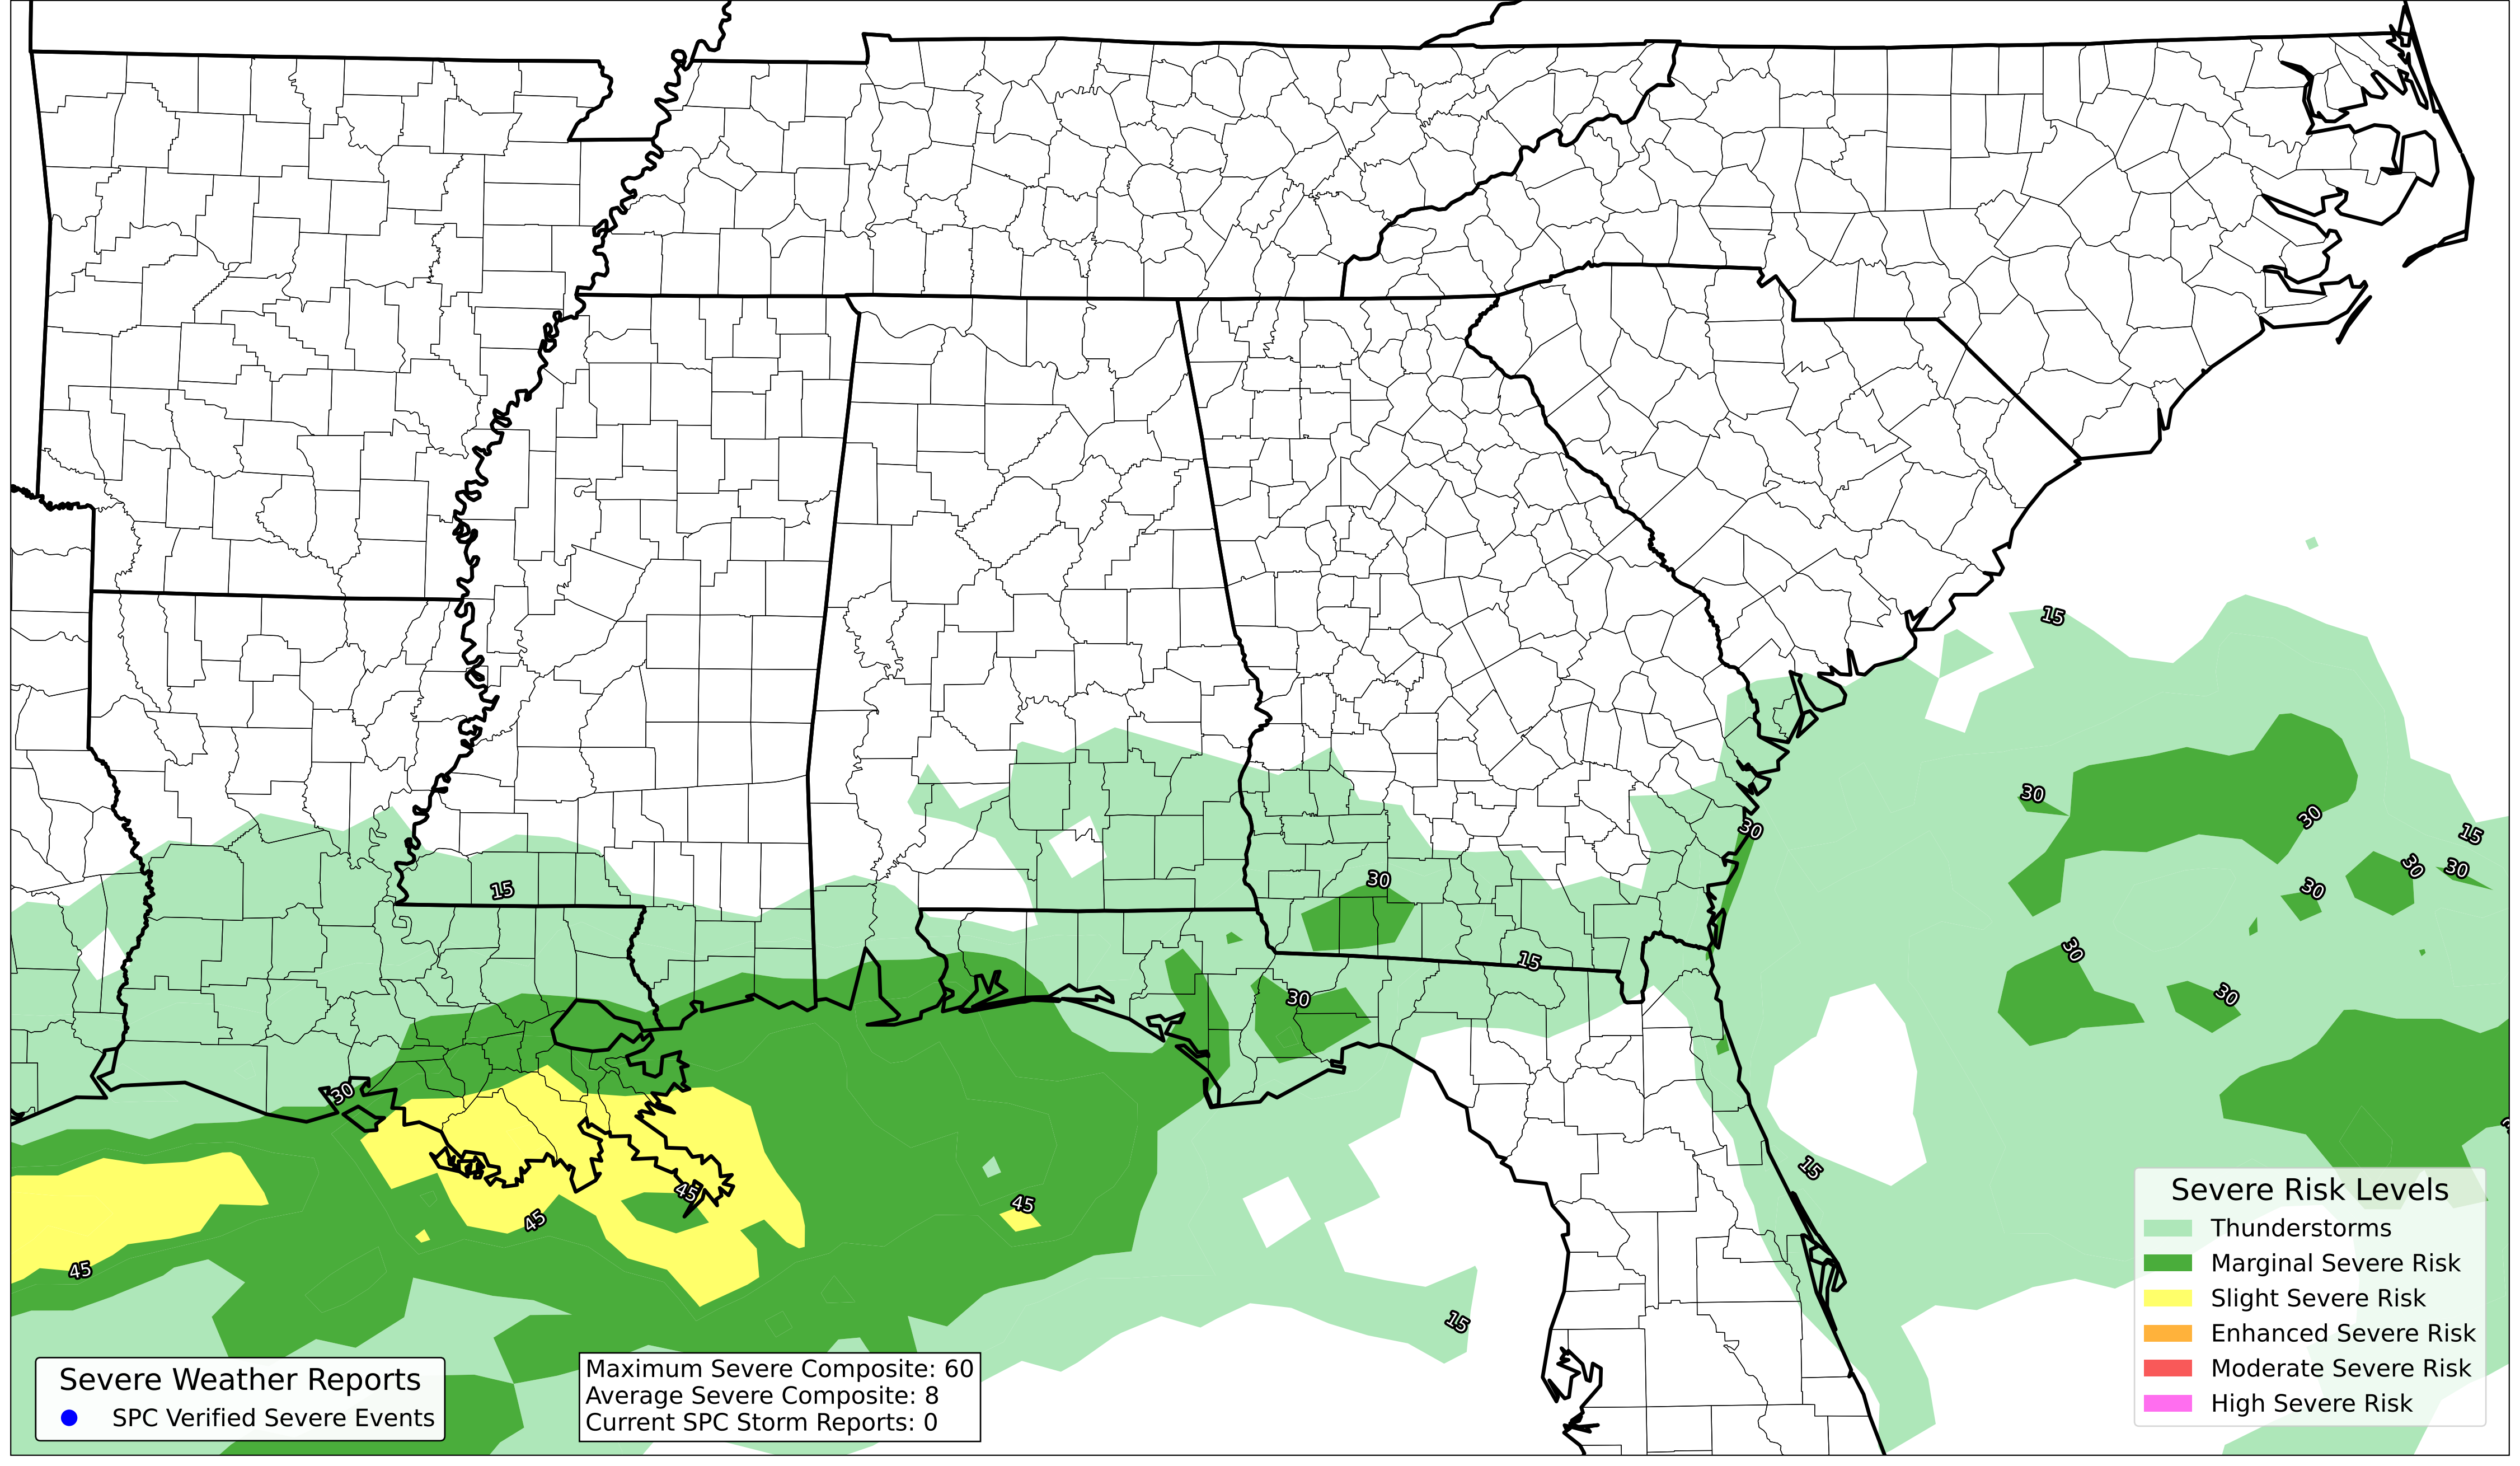 15
30
30
15
30
30
30
30
30
15
30
15
30
30
30
30
15
45
45
45
45
15
Severe Risk Levels
Thunderstorms
Marginal Severe Risk
Slight Severe Risk
Enhanced Severe Risk
Moderate Severe Risk
High Severe Risk
Severe Weather Reports
SPC Verified Severe Events
Maximum Severe Composite: 60
Average Severe Composite: 8
Current SPC Storm Reports: 0